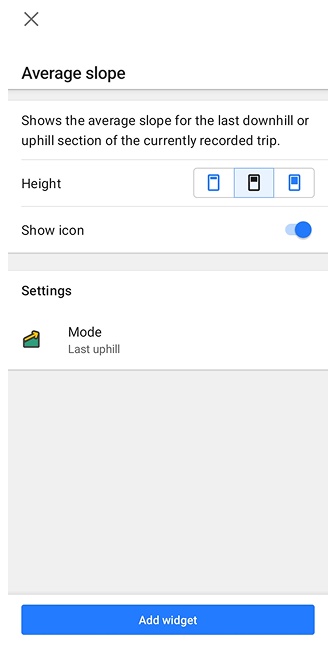 Average slope
Shows the average slope for the last downhill or
uphill section of the currently recorded trip.
Height
Show icon
Settings
Mode
Last uphill
Add widget